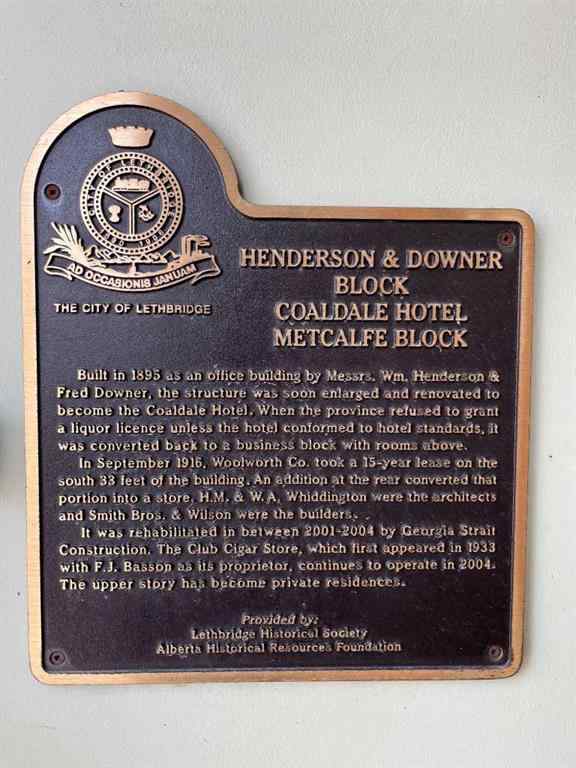 CITY OF LETHBRIDGE
AD OCCASIONIS JANUAM
THE CITY OF LETHBRIDGE
HENDERSON & DOWNER
BLOCK
COALDALE HOTEL
METCALFE BLOCK
Built in 1895 as an office building by Messrs. Wm. Henderson &
Fred Downer, the structure was soon enlarged and renovated to
become the Coaldale Hotel. When the province refused to grant
a liquor licence unless the hotel conformed to hotel standards, it
was converted back to a business block with rooms above.
In September 1916, Woolworth Co. took a 15-year lease on the
south 33 feet of the building. An addition at the rear converted that
portion into a store. H.M. & W.A. Whiddington were the architects
and Smith Bros. & Wilson were the builders.
It was rehabilitated in between 2001-2004 by Georgia Strait
Construction. The Club Cigar Store, which first appeared in 1933
with F.J. Basson as its proprietor, continues to operate in 2004.
The upper story has become private residences.
Provided by:
Lethbridge Historical Society
Alberta Historical Resources Foundation